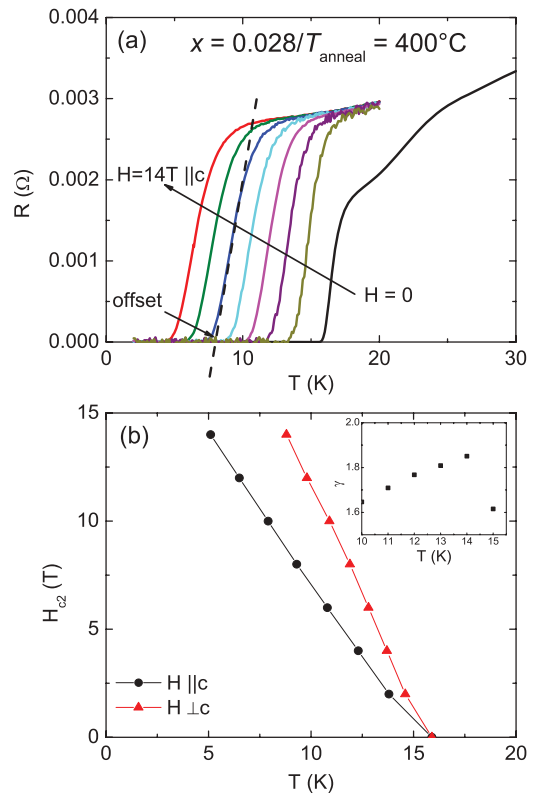 (a) x = 0.028/T_anneal = 400°C
0.004
0.003
0.002
0.001
0.000
R (Ω)
H=14T ||c
H = 0
offset
0 10 20 30
T (K)
(b)
15
10
5
0
H_c2 (T)
2.0
1.8
1.6
γ
10 11 12 13 14 15
T (K)
H ||c
H ⊥c
0 5 10 15 20
T (K)